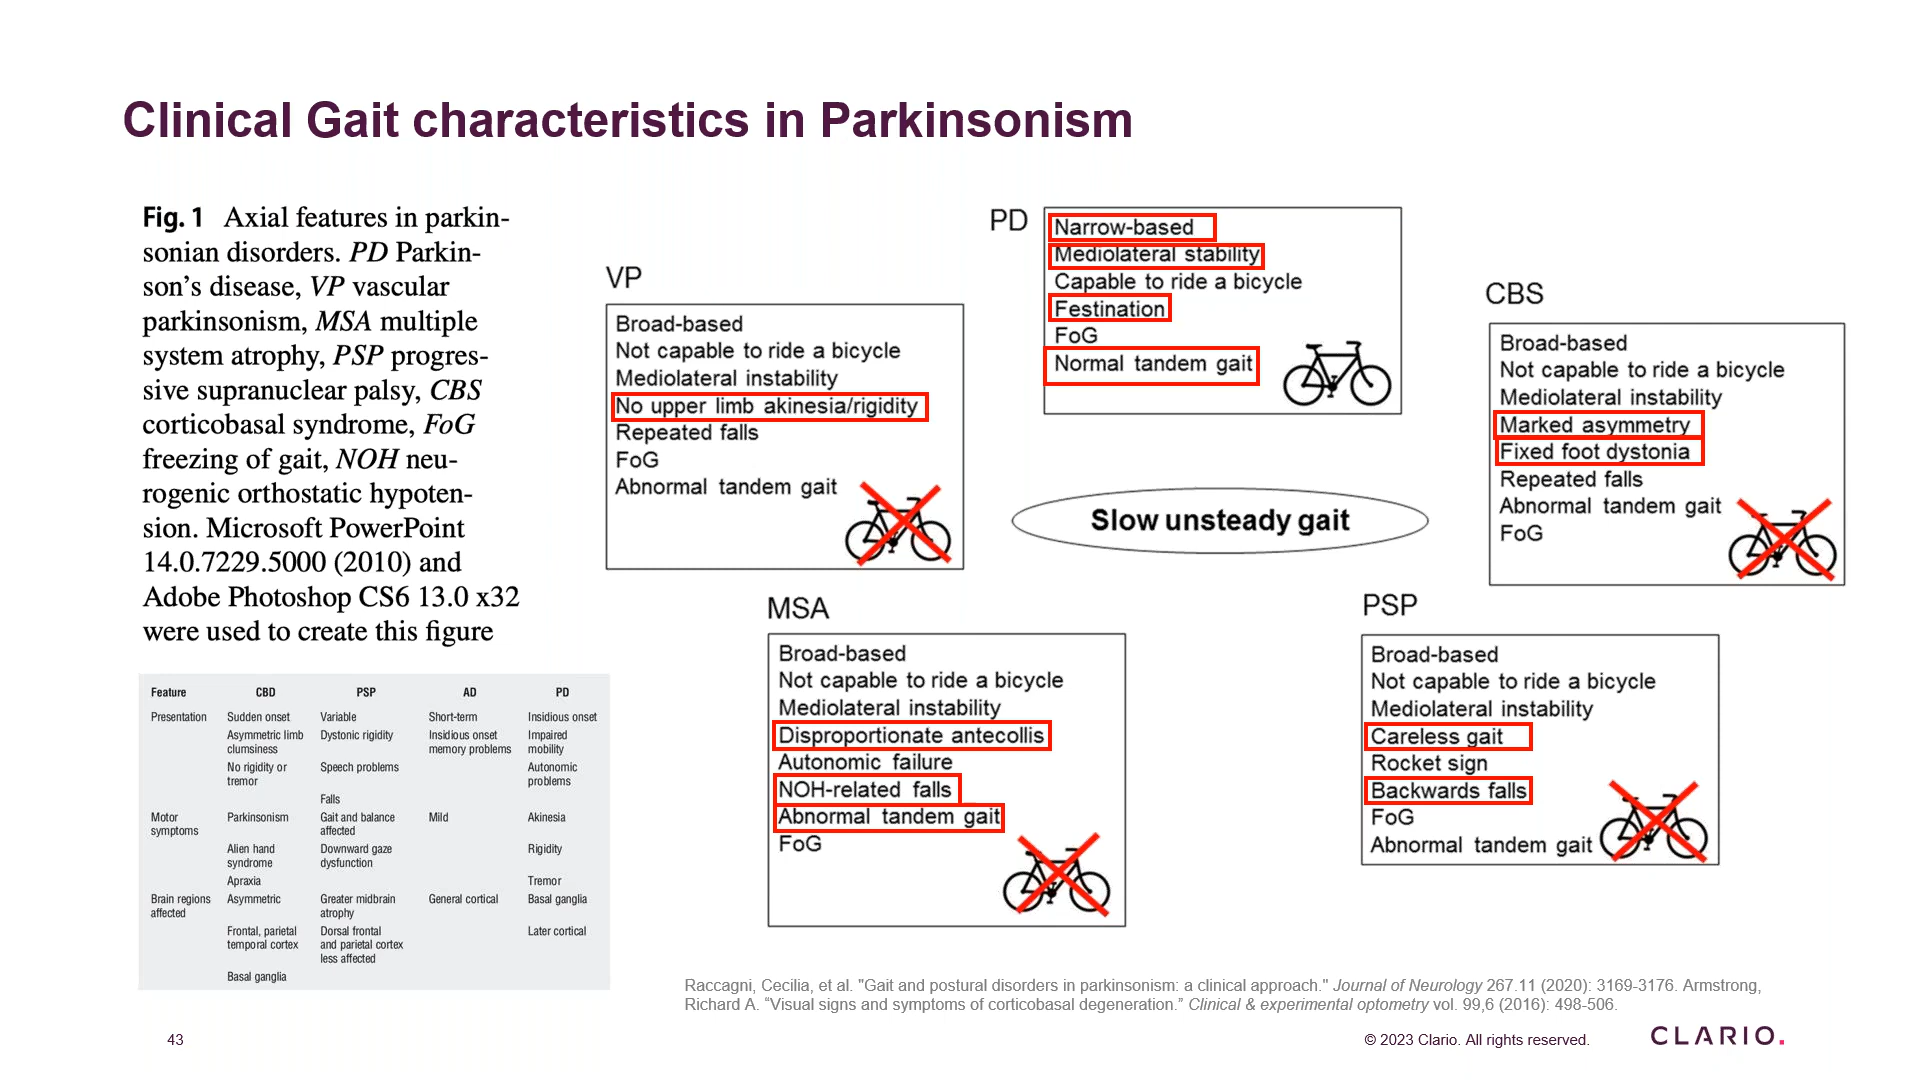 Clinical Gait characteristics in Parkinsonism
Fig. 1 Axial features in parkin-
sonian disorders. PD Parkin-
son's disease, VP vascular
parkinsonism, MSA multiple
system atrophy, PSP progres-
sive supranuclear palsy, CBS
corticobasal syndrome, FoG
freezing of gait, NOH neu-
rogenic orthostatic hypoten-
sion. Microsoft PowerPoint
14.0.7229.5000 (2010) and
Adobe Photoshop CS6 13.0 x32
were used to create this figure
Feature CBD PSP AD PD
Presentation Sudden onset Variable Short-term Insidious onset
Asymmetric limb Dystonic rigidity Insidious onset Impaired
clumsiness memory problems mobility
No rigidity or Speech problems Autonomic
tremor problems
Falls
Motor Parkinsonism Gait and balance Mild Akinesia
symptoms affected
Alien hand Downward gaze Rigidity
syndrome dysfunction
Apraxia Tremor
Brain regions Asymmetric Greater midbrain General cortical Basal ganglia
affected atrophy
Frontal, parietal Dorsal frontal Later cortical
temporal cortex and parietal cortex
less affected
Basal ganglia
VP
Broad-based
Not capable to ride a bicycle
Mediolateral instability
No upper limb akinesia/rigidity
Repeated falls
FoG
Abnormal tandem gait
PD
Narrow-based
Mediolateral stability
Capable to ride a bicycle
Festination
FoG
Normal tandem gait
CBS
Broad-based
Not capable to ride a bicycle
Mediolateral instability
Marked asymmetry
Fixed foot dystonia
Repeated falls
Abnormal tandem gait
FoG
Slow unsteady gait
MSA
Broad-based
Not capable to ride a bicycle
Mediolateral instability
Disproportionate antecollis
Autonomic failure
NOH-related falls
Abnormal tandem gait
FoG
PSP
Broad-based
Not capable to ride a bicycle
Mediolateral instability
Careless gait
Rocket sign
Backwards falls
FoG
Abnormal tandem gait
Raccagni, Cecilia, et al. "Gait and postural disorders in parkinsonism: a clinical approach." Journal of Neurology 267.11 (2020): 3169-3176. Armstrong,
Richard A. “Visual signs and symptoms of corticobasal degeneration.” Clinical & experimental optometry vol. 99,6 (2016): 498-506.
43
© 2023 Clario. All rights reserved.
CLARIO.